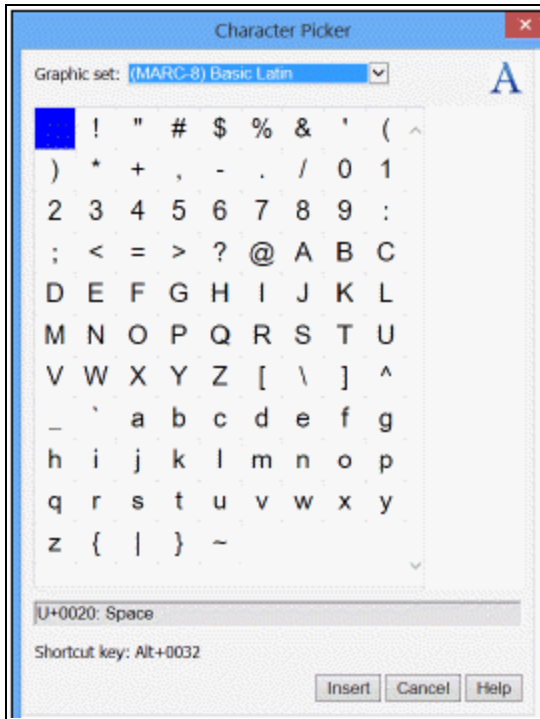 Character Picker
Graphic set: (MARC-8) Basic Latin
A
! " # $ % & ' (
) * + , - . / 0 1
2 3 4 5 6 7 8 9 :
; < = > ? @ A B C
D E F G H I J K L
M N O P Q R S T U
V W X Y Z [ \ ] ^
_ ` a b c d e f g
h i j k l m n o p
q r s t u v w x y
z { | } ~
U+0020: Space
Shortcut key: Alt+0032
Insert Cancel Help